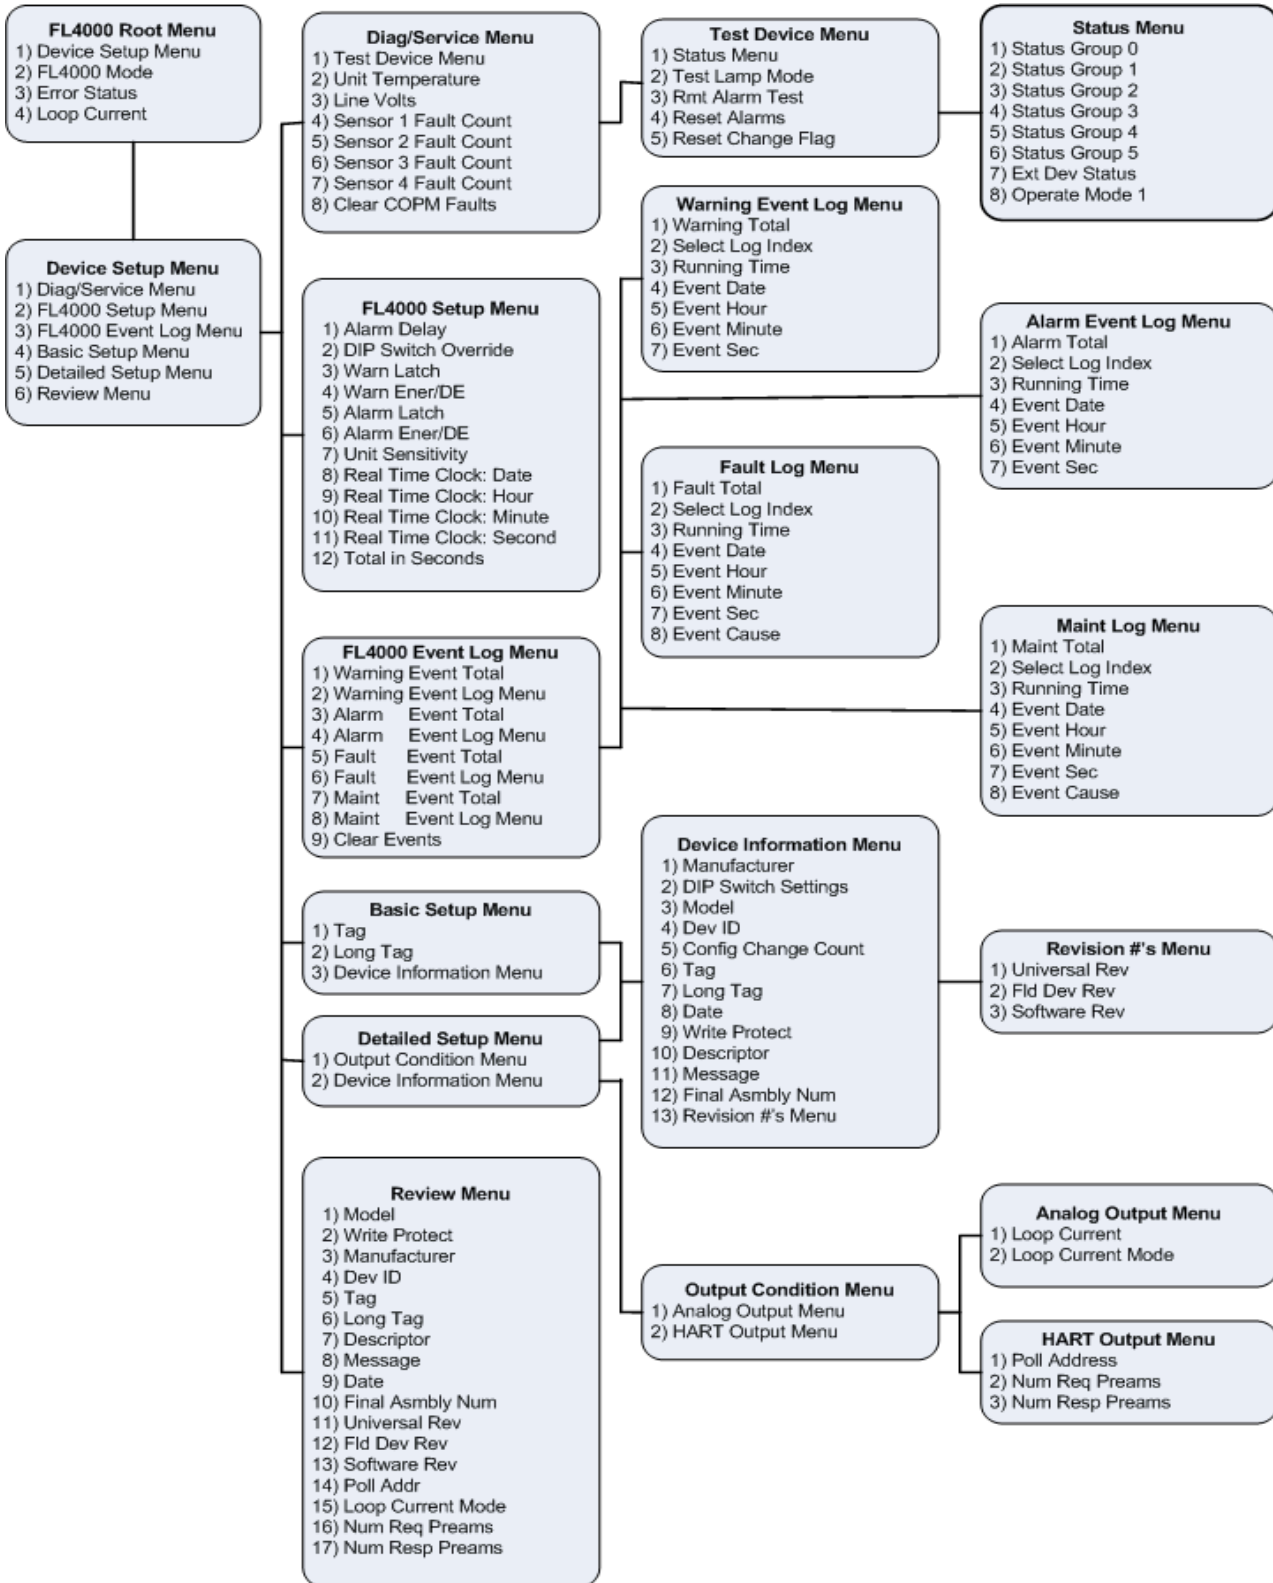 FL4000 Root Menu
1) Device Setup Menu
2) FL4000 Mode
3) Error Status
4) Loop Current
Device Setup Menu
1) Diag/Service Menu
2) FL4000 Setup Menu
3) FL4000 Event Log Menu
4) Basic Setup Menu
5) Detailed Setup Menu
6) Review Menu
Diag/Service Menu
1) Test Device Menu
2) Unit Temperature
3) Line Volts
4) Sensor 1 Fault Count
5) Sensor 2 Fault Count
6) Sensor 3 Fault Count
7) Sensor 4 Fault Count
8) Clear COPM Faults
FL4000 Setup Menu
1) Alarm Delay
2) DIP Switch Override
3) Warn Latch
4) Warn Ener/DE
5) Alarm Latch
6) Alarm Ener/DE
7) Unit Sensitivity
8) Real Time Clock: Date
9) Real Time Clock: Hour
10) Real Time Clock: Minute
11) Real Time Clock: Second
12) Total in Seconds
FL4000 Event Log Menu
1) Warning Event Total
2) Warning Event Log Menu
3) Alarm Event Total
4) Alarm Event Log Menu
5) Fault Event Total
6) Fault Event Log Menu
7) Maint Event Total
8) Maint Event Log Menu
9) Clear Events
Basic Setup Menu
1) Tag
2) Long Tag
3) Device Information Menu
Detailed Setup Menu
1) Output Condition Menu
2) Device Information Menu
Review Menu
1) Model
2) Write Protect
3) Manufacturer
4) Dev ID
5) Tag
6) Long Tag
7) Descriptor
8) Message
9) Date
10) Final Asmbly Num
11) Universal Rev
12) Fld Dev Rev
13) Software Rev
14) Poll Addr
15) Loop Current Mode
16) Num Req Preams
17) Num Resp Preams
Test Device Menu
1) Status Menu
2) Test Lamp Mode
3) Rmt Alarm Test
4) Reset Alarms
5) Reset Change Flag
Warning Event Log Menu
1) Warning Total
2) Select Log Index
3) Running Time
4) Event Date
5) Event Hour
6) Event Minute
7) Event Sec
Fault Log Menu
1) Fault Total
2) Select Log Index
3) Running Time
4) Event Date
5) Event Hour
6) Event Minute
7) Event Sec
8) Event Cause
Device Information Menu
1) Manufacturer
2) DIP Switch Settings
3) Model
4) Dev ID
5) Config Change Count
6) Tag
7) Long Tag
8) Date
9) Write Protect
10) Descriptor
11) Message
12) Final Asmbly Num
13) Revision #'s Menu
Output Condition Menu
1) Analog Output Menu
2) HART Output Menu
Status Menu
1) Status Group 0
2) Status Group 1
3) Status Group 2
4) Status Group 3
5) Status Group 4
6) Status Group 5
7) Ext Dev Status
8) Operate Mode 1
Alarm Event Log Menu
1) Alarm Total
2) Select Log Index
3) Running Time
4) Event Date
5) Event Hour
6) Event Minute
7) Event Sec
Maint Log Menu
1) Maint Total
2) Select Log Index
3) Running Time
4) Event Date
5) Event Hour
6) Event Minute
7) Event Sec
8) Event Cause
Revision #'s Menu
1) Universal Rev
2) Fld Dev Rev
3) Software Rev
Analog Output Menu
1) Loop Current
2) Loop Current Mode
HART Output Menu
1) Poll Address
2) Num Req Preams
3) Num Resp Preams